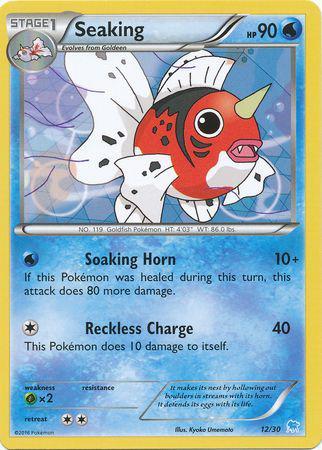 STAGE1
Seaking
HP 90
Evolves from Goldeen
NO. 119 Goldfish Pokémon HT: 4'03" WT: 86.0 lbs.
Soaking Horn 10+
If this Pokémon was healed during this turn, this
attack does 80 more damage.
Reckless Charge 40
This Pokémon does 10 damage to itself.
weakness resistance
×2
retreat
It makes its nest by hollowing out
boulders in streams with its horn.
It defends its eggs with its life.
©2016 Pokémon
Illus. Kyoko Umemoto
12/30